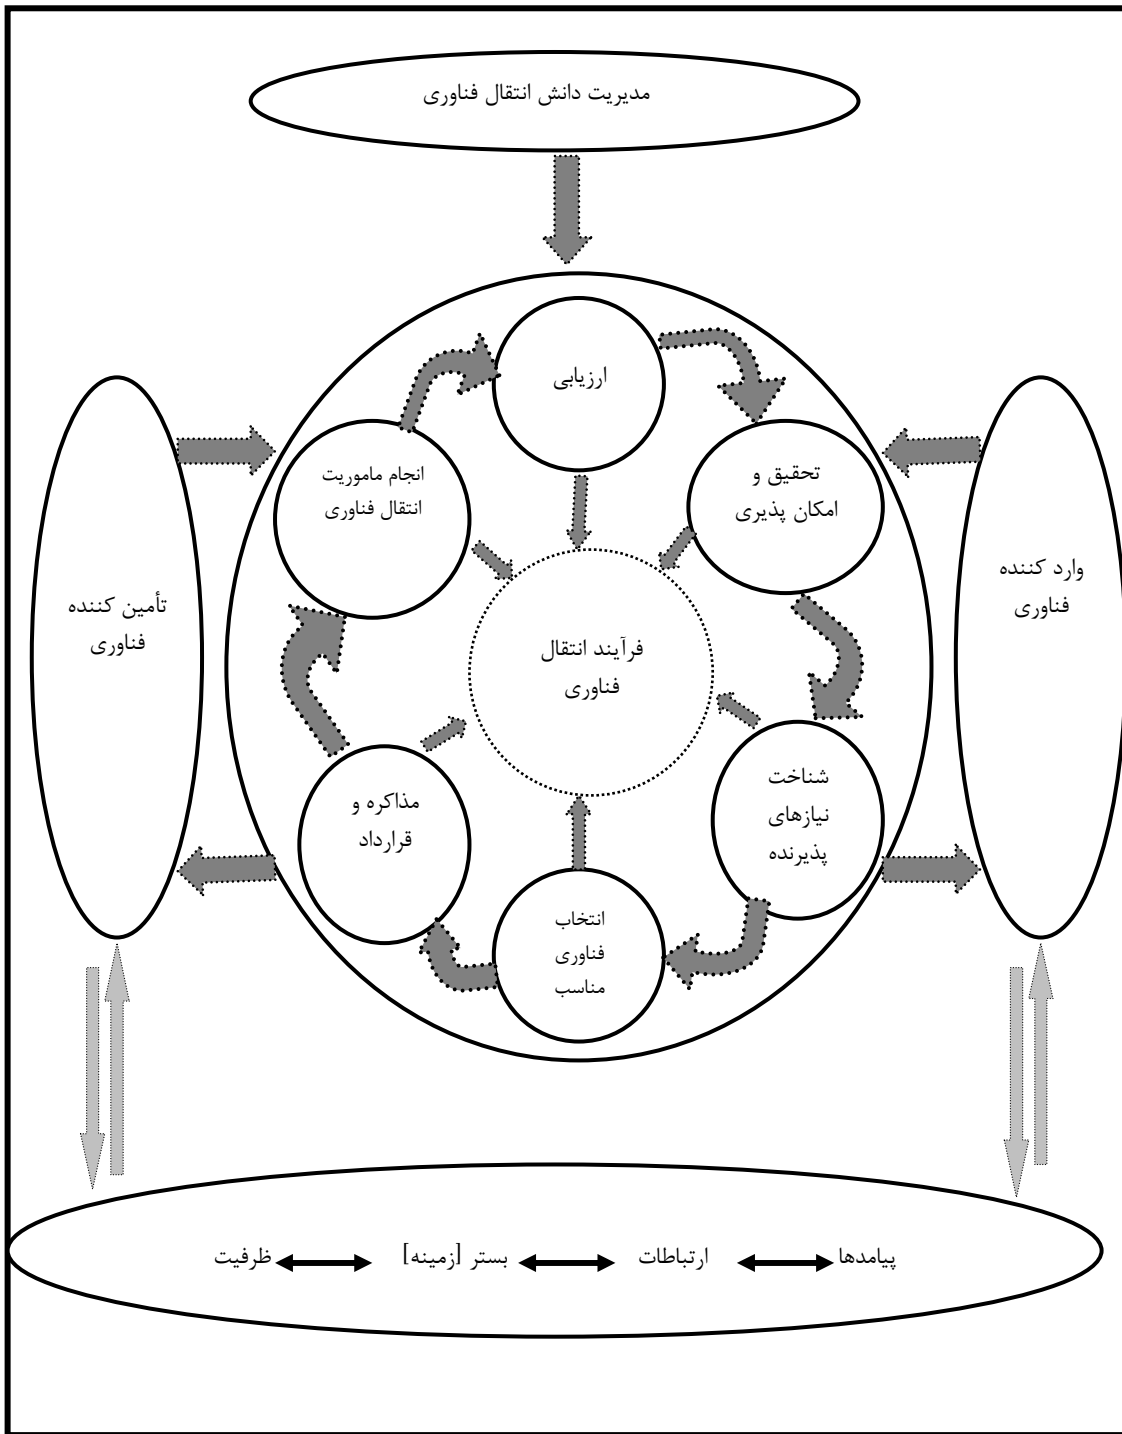 مدیریت دانش انتقال فناوری
ارزیابی
تحقیق و
امکان پذیری
انجام ماموریت
انتقال فناوری
وارد کننده
فناوری
تأمین کننده
فناوری
فرآیند انتقال
فناوری
شناخت
نیازهای
پذیرنده
مذاکره و
قرارداد
انتخاب
فناوری
مناسب
پیامدها
ارتباطات
بستر [زمینه]
ظرفیت